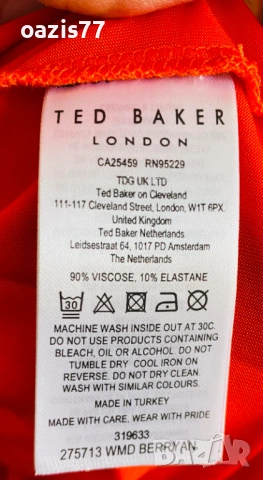 oazis77
TED BAKER
LONDON
CA25459 RN95229
TDG UK LTD
Ted Baker on Cleveland
111-117 Cleveland Street, London, W1T 6PX
United Kingdom
Ted Baker Netherlands
Leidsestraat 64, 1017 PD Amsterdam
The Netherlands
90% VISCOSE, 10% ELASTANE
30
MACHINE WASH INSIDE OUT AT 30C.
DO NOT USE PRODUCTS CONTAINING
BLEACH, OIL OR ALCOHOL. DO NOT
TUMBLE DRY. COOL IRON ON
REVERSE. DO NOT DRY CLEAN.
WASH WITH SIMILAR COLOURS.
MADE IN TURKEY
MADE WITH CARE, WEAR WITH PRIDE
319633
275713 WMD BERRYAN
BAZAR